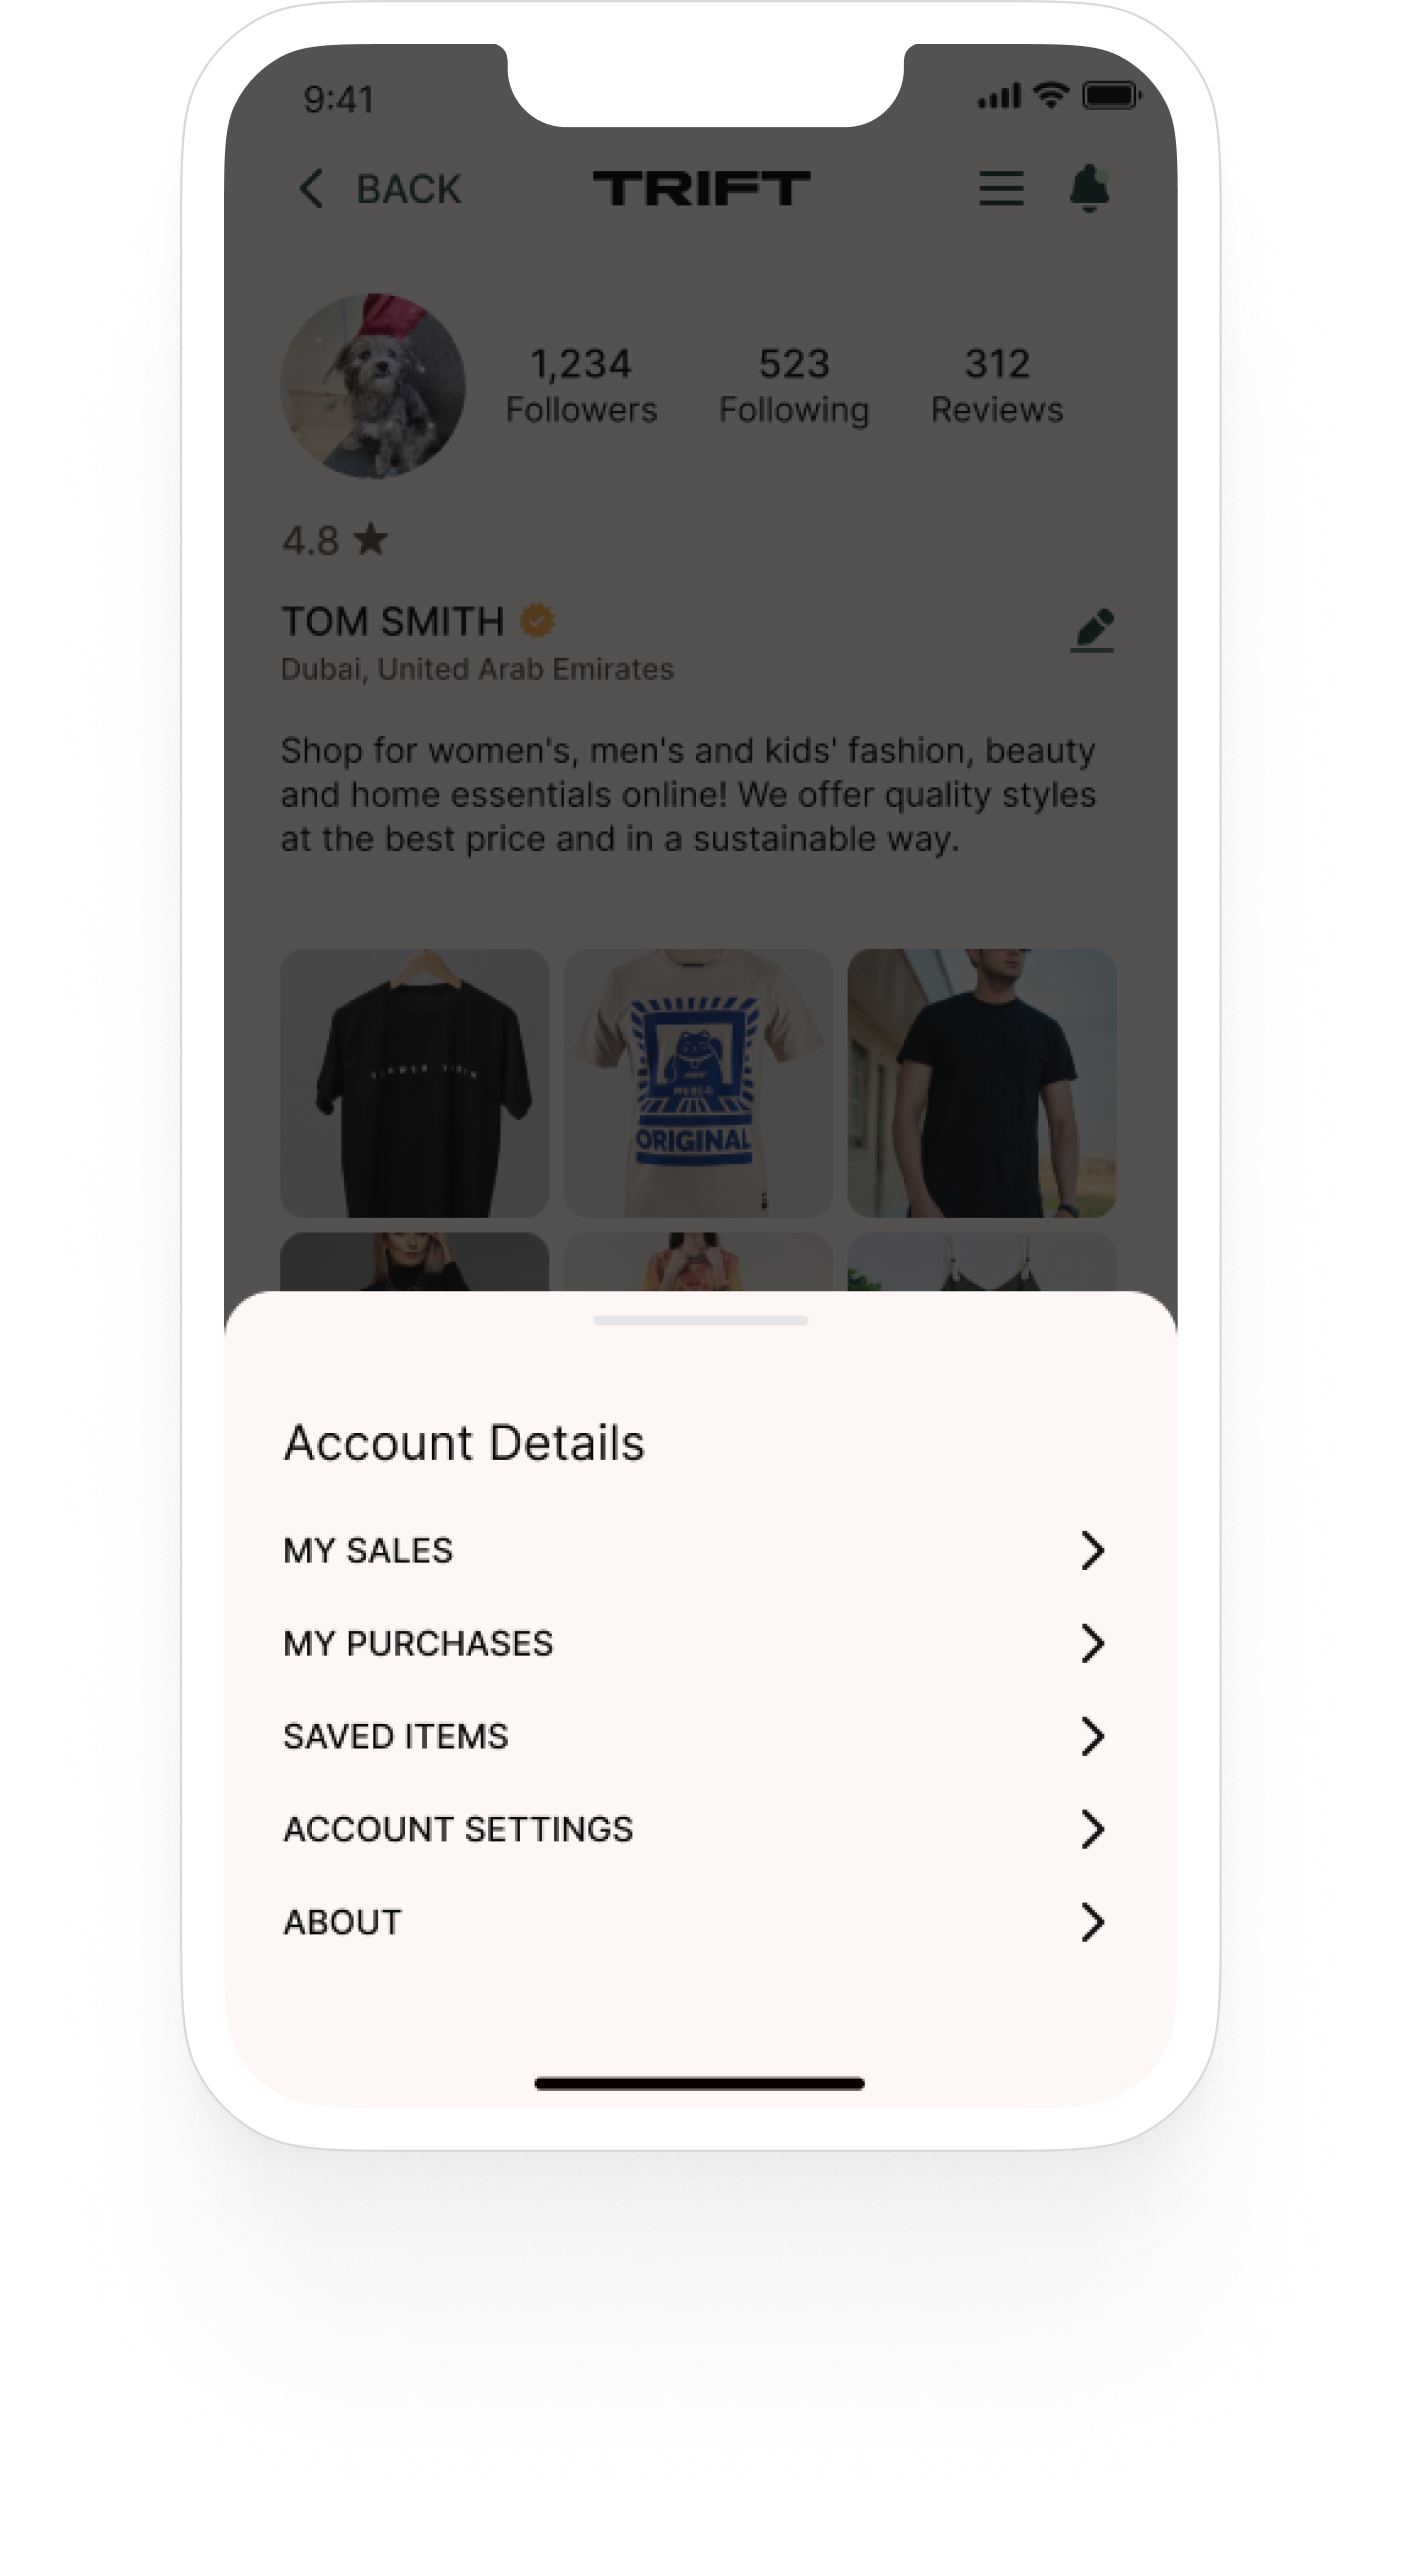 9:41
BACK
TRIFT
1,234
Followers
523
Following
312
Reviews
4.8
TOM SMITH
Dubai, United Arab Emirates
Shop for women's, men's and kids' fashion, beauty
and home essentials online! We offer quality styles
at the best price and in a sustainable way.
ORIGINAL
Account Details
MY SALES
MY PURCHASES
SAVED ITEMS
ACCOUNT SETTINGS
ABOUT